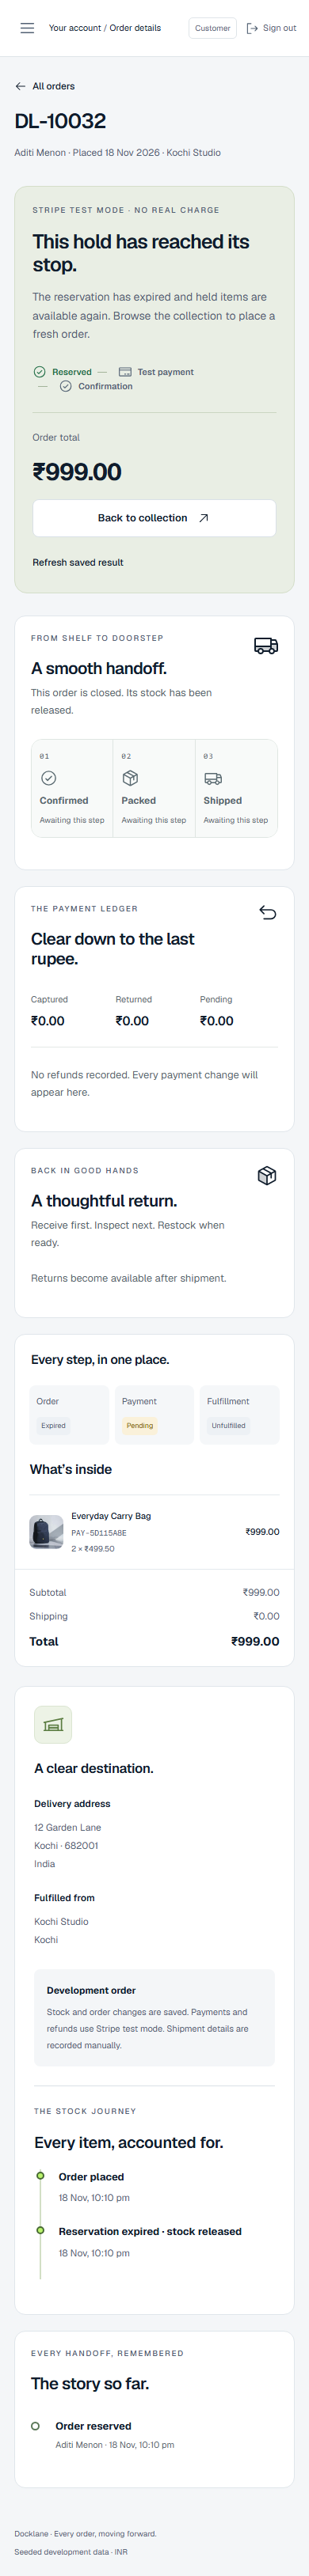 Your account / Order details
Customer
Sign out
All orders
DL-10032
Aditi Menon · Placed 18 Nov 2026 · Kochi Studio
STRIPE TEST MODE · NO REAL CHARGE
This hold has reached its
stop.
The reservation has expired and held items are
available again. Browse the collection to place a
fresh order.
Reserved — Test payment
— Confirmation
Order total
₹999.00
Back to collection
Refresh saved result
FROM SHELF TO DOORSTEP
A smooth handoff.
This order is closed. Its stock has been
released.
01 02 03
Confirmed Packed Shipped
Awaiting this step Awaiting this step Awaiting this step
THE PAYMENT LEDGER
Clear down to the last
rupee.
Captured Returned Pending
₹0.00 ₹0.00 ₹0.00
No refunds recorded. Every payment change will
appear here.
BACK IN GOOD HANDS
A thoughtful return.
Receive first. Inspect next. Restock when
ready.
Returns become available after shipment.
Every step, in one place.
Order Payment Fulfillment
Expired Pending Unfulfilled
What's inside
Everyday Carry Bag
PAY-5D115A8E
2 × ₹499.50
₹999.00
Subtotal ₹999.00
Shipping ₹0.00
Total ₹999.00
A clear destination.
Delivery address
12 Garden Lane
Kochi · 682001
India
Fulfilled from
Kochi Studio
Kochi
Development order
Stock and order changes are saved. Payments and
refunds use Stripe test mode. Shipment details are
recorded manually.
THE STOCK JOURNEY
Every item, accounted for.
Order placed
18 Nov, 10:10 pm
Reservation expired · stock released
18 Nov, 10:10 pm
EVERY HANDOFF, REMEMBERED
The story so far.
Order reserved
Aditi Menon · 18 Nov, 10:10 pm
Docklane · Every order, moving forward.
Seeded development data · INR